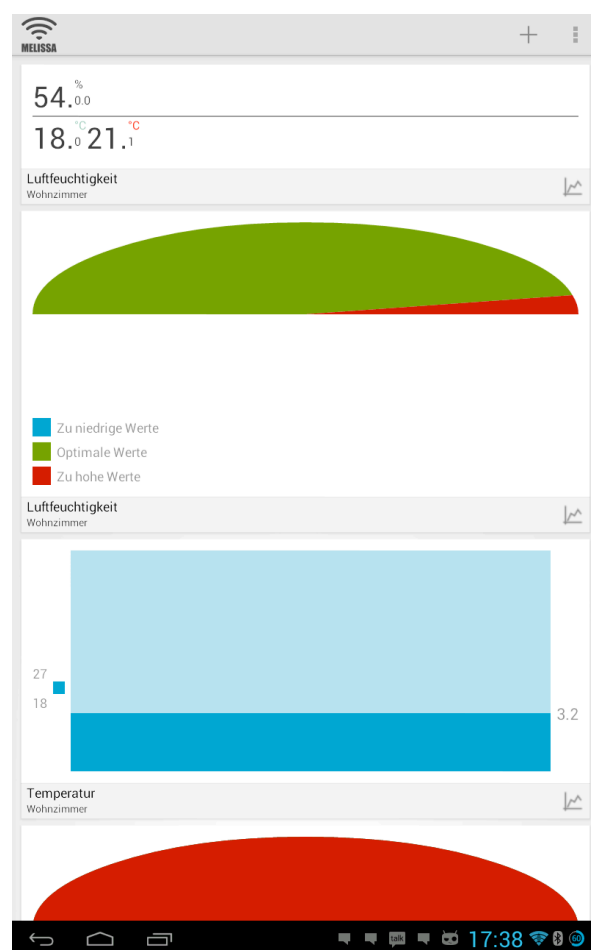 MELISSA
%
54.0.0
°C °C
18.0 21.1
Luftfeuchtigkeit
Wohnzimmer
Zu niedrige Werte
Optimale Werte
Zu hohe Werte
Luftfeuchtigkeit
Wohnzimmer
27
18
3.2
Temperatur
Wohnzimmer
talk
17:38
60